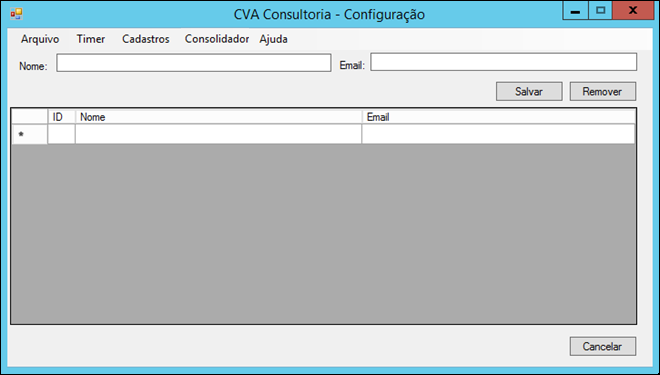 CVA Consultoria - Configuração
Arquivo Timer Cadastros Consolidador Ajuda
Nome: Email:
Salvar Remover
ID Nome Email
*
Cancelar